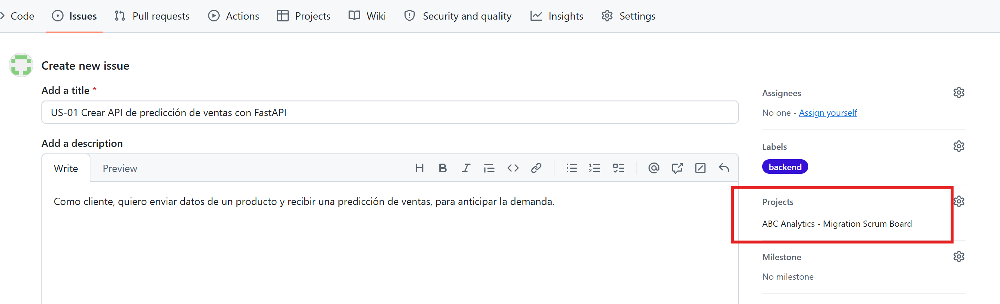 Code Issues Pull requests Actions Projects Wiki Security and quality Insights Settings
Create new issue
Add a title *
US-01 Crear API de predicción de ventas con FastAPI
Add a description
Write Preview
Como cliente, quiero enviar datos de un producto y recibir una predicción de ventas, para anticipar la demanda.
Assignees
No one - Assign yourself
Labels
backend
Projects
ABC Analytics - Migration Scrum Board
Milestone
No milestone